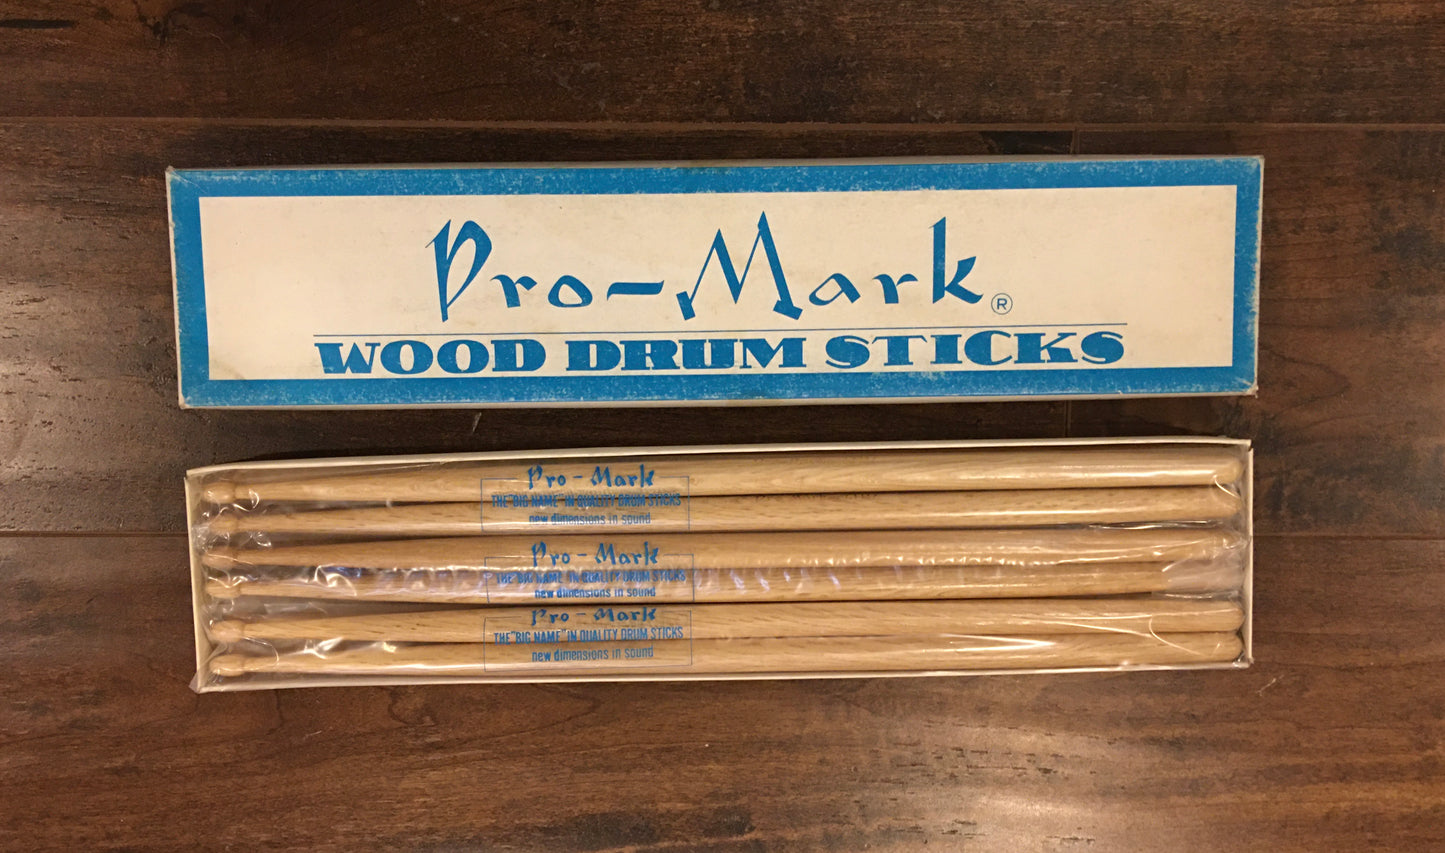 Pro-Mark®
WOOD DRUM STICKS
Pro-Mark
THE "BIG NAME" IN QUALITY DRUM STICKS
new dimensions in sound
Pro-Mark
THE "BIG NAME" IN QUALITY DRUM STICKS
new dimensions in sound
Pro-Mark
THE "BIG NAME" IN QUALITY DRUM STICKS
new dimensions in sound